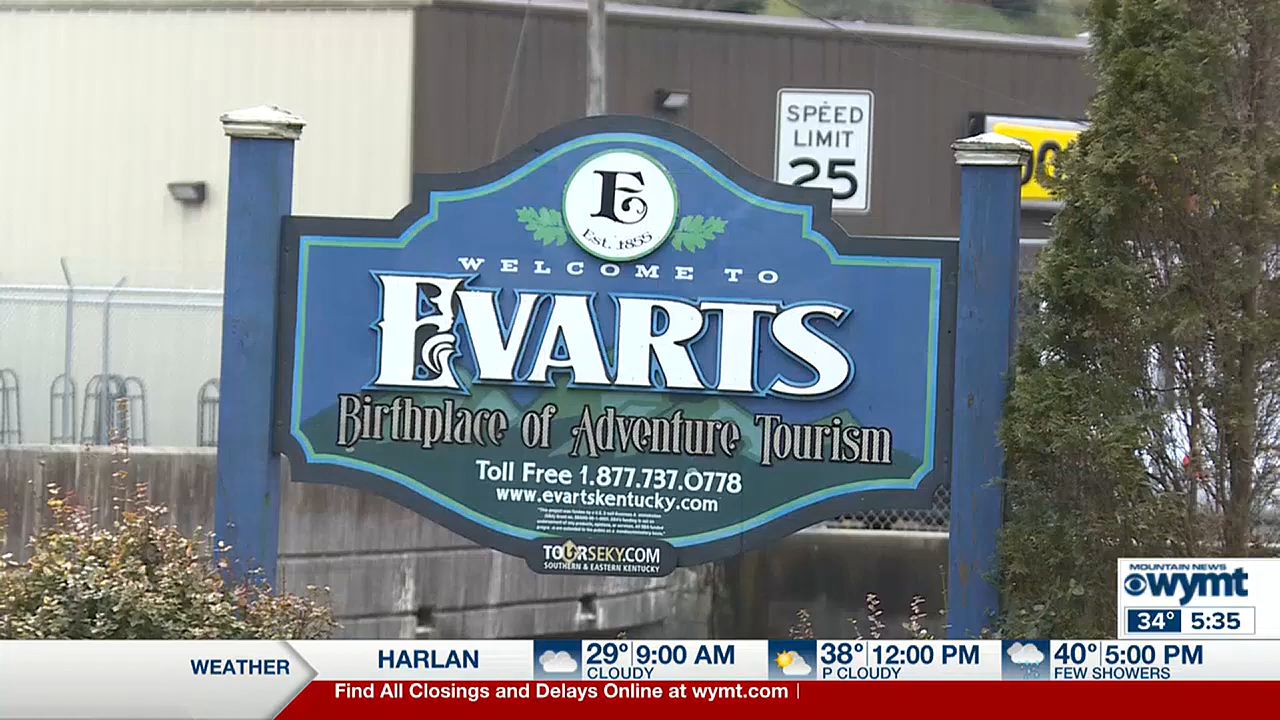 SPEED
LIMIT
25
E
Est. 1855
WELCOME TO
EVARTS
Birthplace of Adventure Tourism
Toll Free 1.877.737.0778
www.evartskentucky.com
TOURSEKY.COM
SOUTHERN & EASTERN KENTUCKY
MOUNTAIN NEWS
wymt
34° 5:35
WEATHER
HARLAN
29° 9:00 AM
CLOUDY
38° 12:00 PM
P CLOUDY
40° 5:00 PM
FEW SHOWERS
Find All Closings and Delays Online at wymt.com